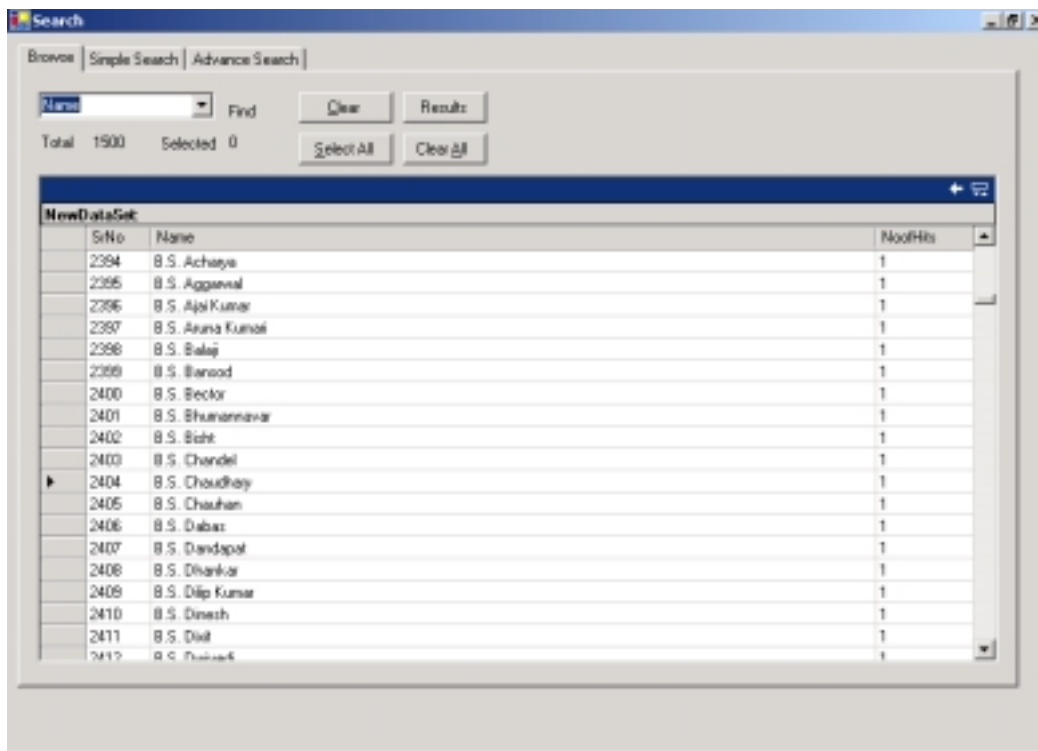 Search
Browse Simple Search Advance Search
Name Find Clear Results
Total 1500 Selected 0 Select All Clear All
NewDataSet
SrNo Name NoofHits
2394 B.S. Acharya 1
2395 B.S. Aggarwal 1
2396 B.S. Ajai Kumar 1
2397 B.S. Aruna Kumari 1
2398 B.S. Balaji 1
2399 B.S. Bansod 1
2400 B.S. Bector 1
2401 B.S. Bhumannavar 1
2402 B.S. Bisht 1
2403 B.S. Chandel 1
2404 B.S. Chaudhary 1
2405 B.S. Chauhan 1
2406 B.S. Dabas 1
2407 B.S. Dandapat 1
2408 B.S. Dhankar 1
2409 B.S. Dilip Kumar 1
2410 B.S. Dinesh 1
2411 B.S. Dixit 1
2412 B.S. 1